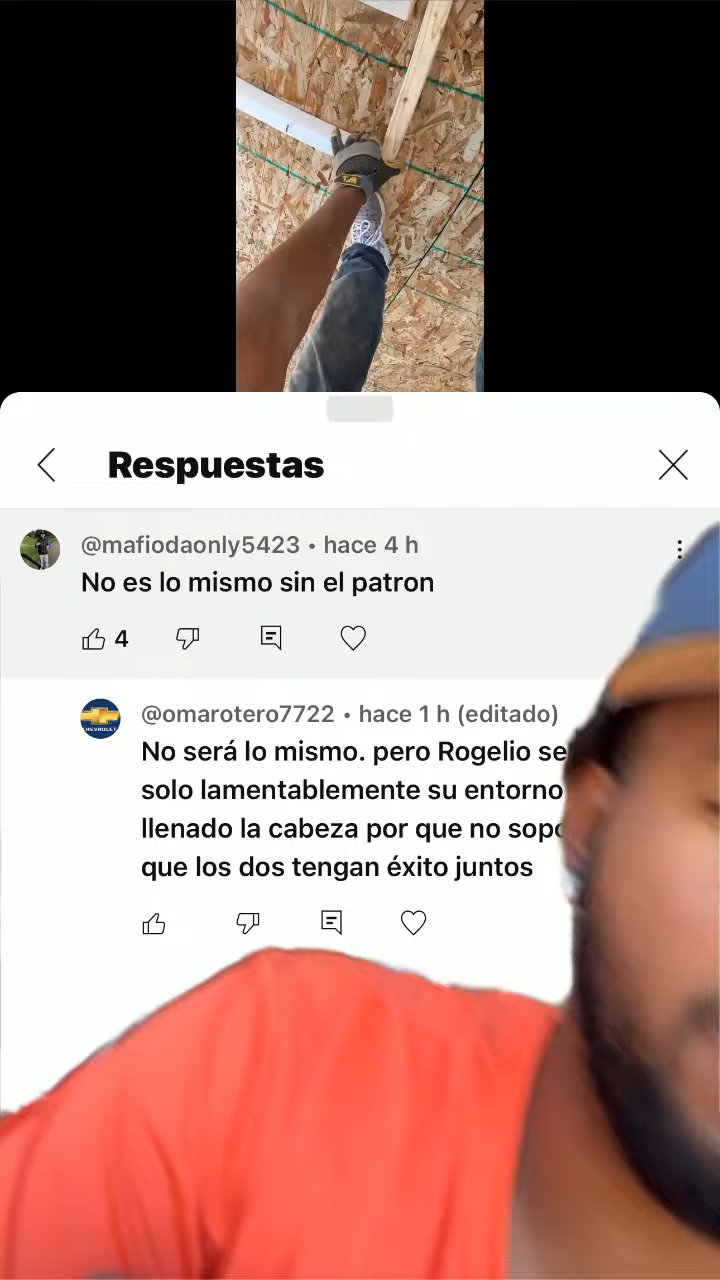 Respuestas
@mafiodaonly5423 • hace 4 h
No es lo mismo sin el patron
4
@omarotero7722 • hace 1 h (editado)
No será lo mismo. pero Rogelio se
solo lamentablemente su entorno
llenado la cabeza por que no
que los dos tengan éxito juntos